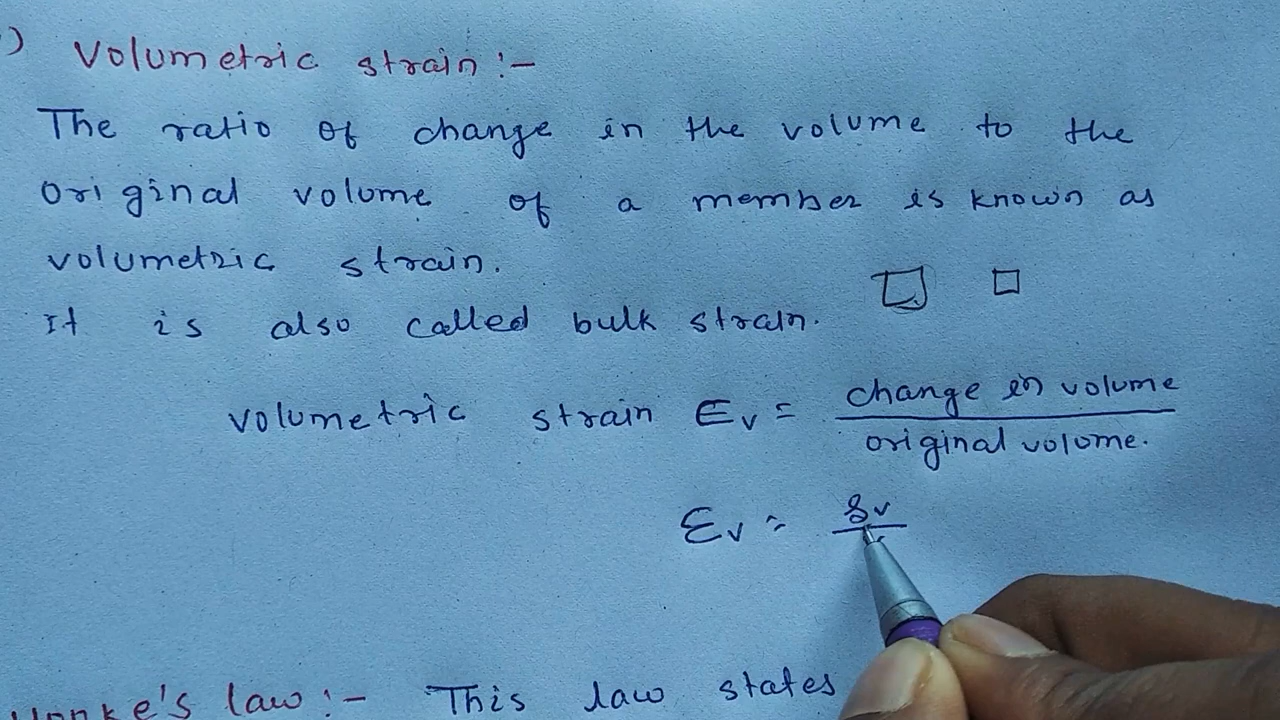 ) Volumetric strain :-
The ratio of change in the volume to the
original volume of a member is known as
volumetric strain.
It is also called bulk strain.
volumetric strain Ev = change in volume
original volume.
Ev = δv
law :- This law states